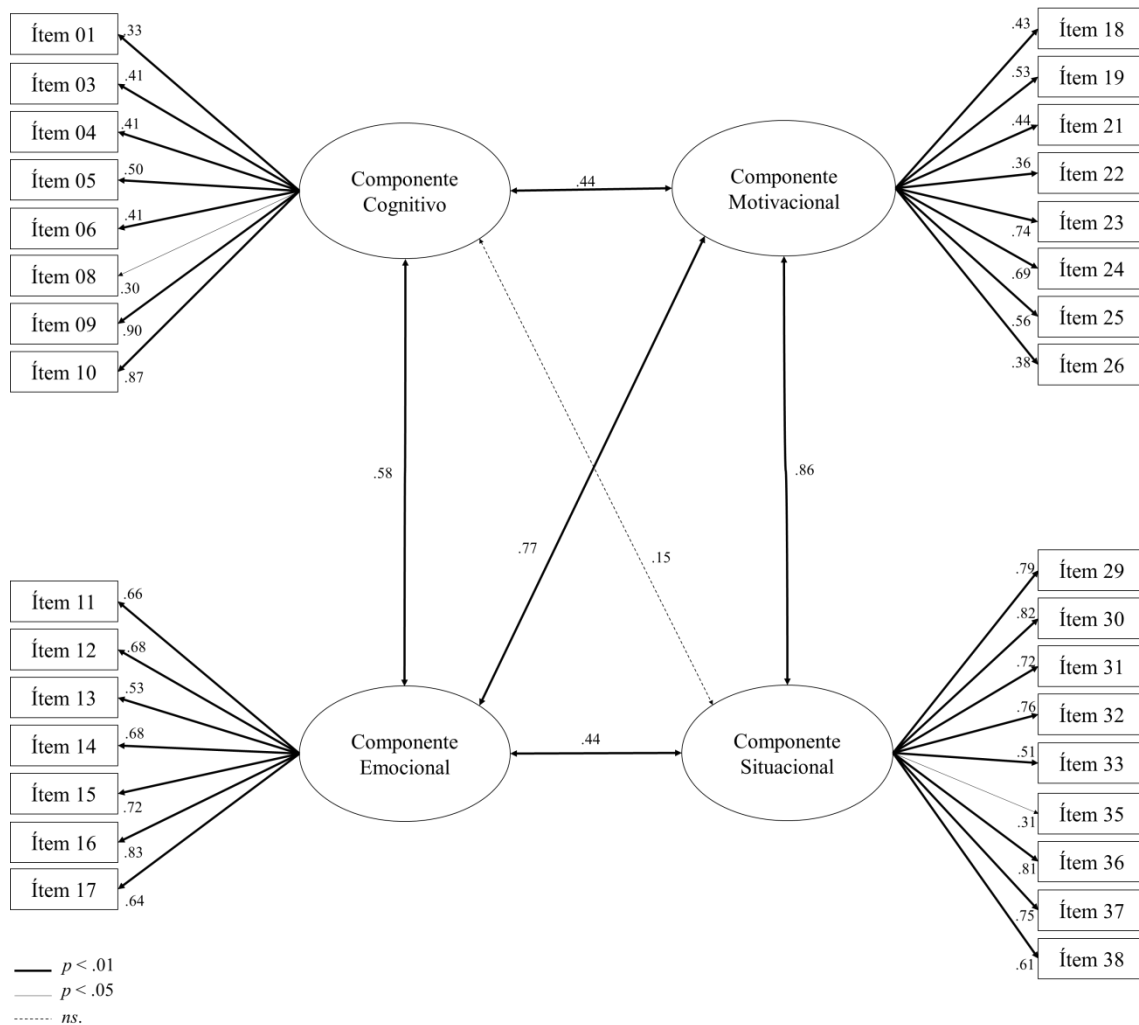 Ítem 01
.33
Ítem 03
.41
Ítem 04
.41
Ítem 05
.50
Ítem 06
.41
Ítem 08
.30
Ítem 09
.90
Ítem 10
.87
Componente
Cognitivo
.44
Componente
Motivacional
.43
Ítem 18
.53
Ítem 19
.44
Ítem 21
.36
Ítem 22
.74
Ítem 23
.69
Ítem 24
.56
Ítem 25
.38
Ítem 26
.58
.77
.15
.86
Ítem 11
.66
Ítem 12
.68
Ítem 13
.53
Ítem 14
.68
Ítem 15
.72
Ítem 16
.83
Ítem 17
.64
Componente
Emocional
.44
Componente
Situacional
.79
Ítem 29
.82
Ítem 30
.72
Ítem 31
.76
Ítem 32
.51
Ítem 33
.31
Ítem 35
.81
Ítem 36
.75
Ítem 37
.61
Ítem 38
p < .01
p < .05
ns.